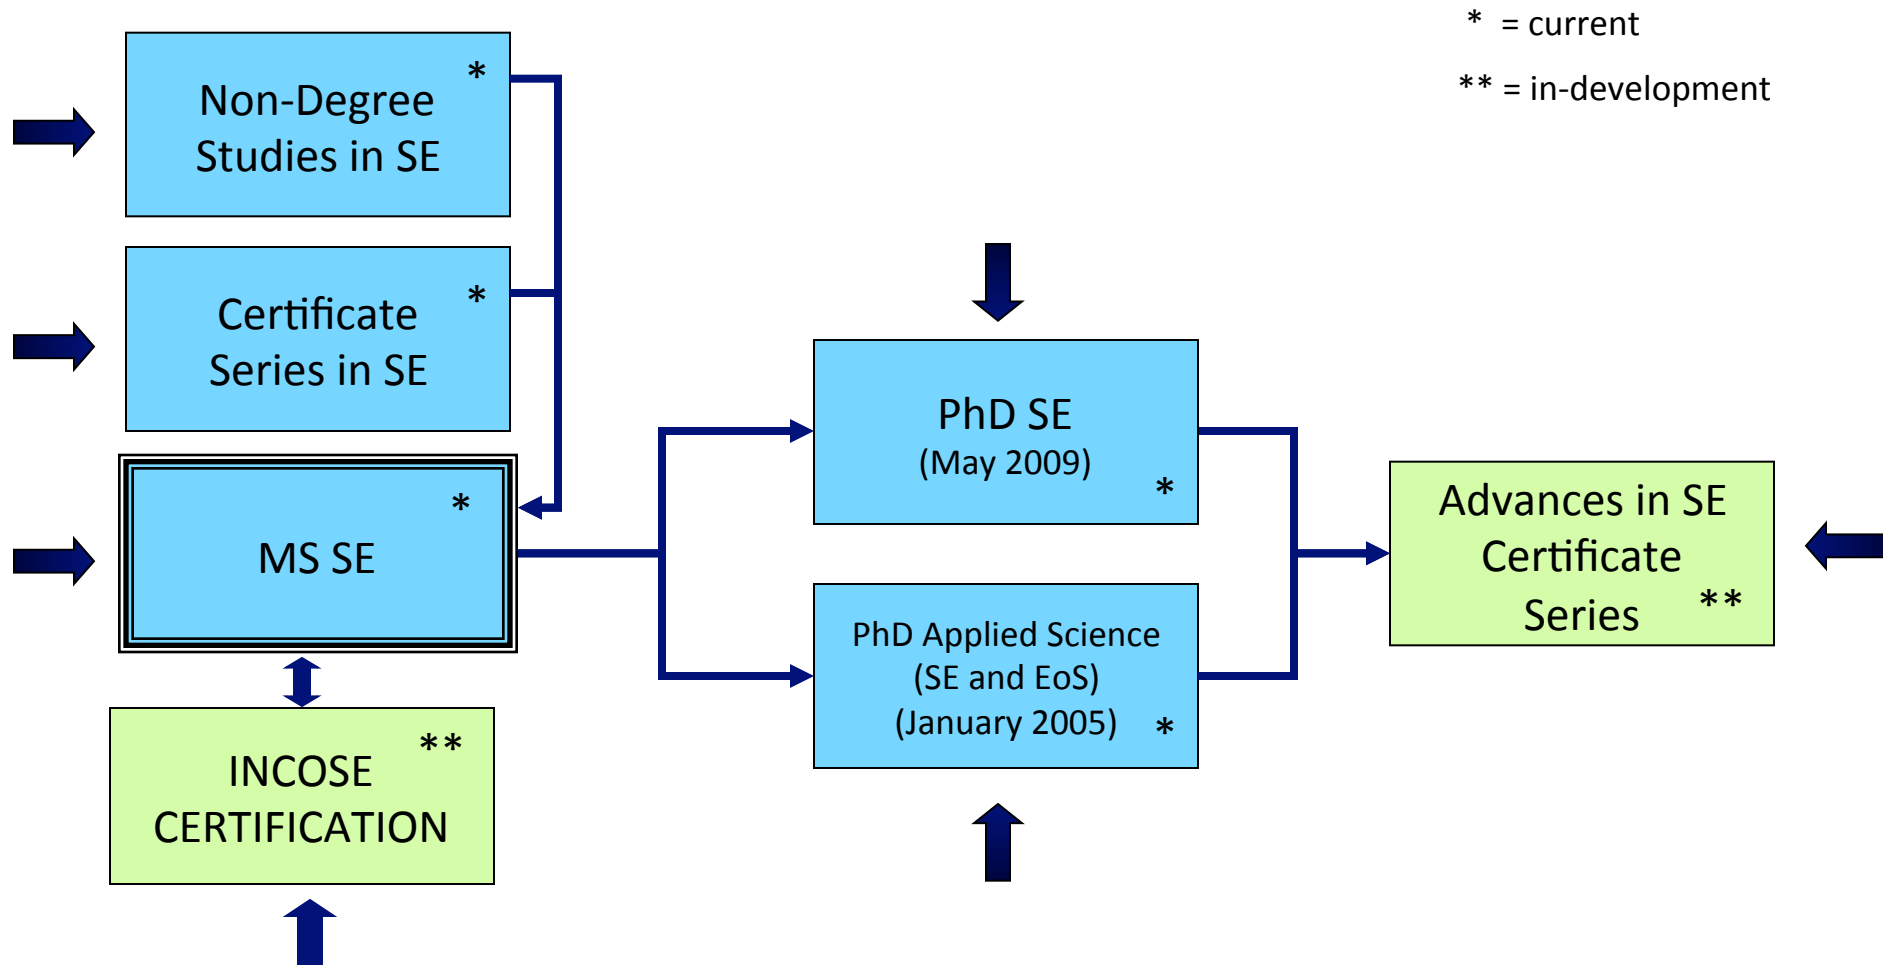 * = current
** = in-development
*
Non-Degree
Studies in SE
*
Certificate
Series in SE
*
MS SE
**
INCOSE
CERTIFICATION
PhD SE
(May 2009)
*
PhD Applied Science
(SE and EoS)
(January 2005)
*
Advances in SE
Certificate
Series
**